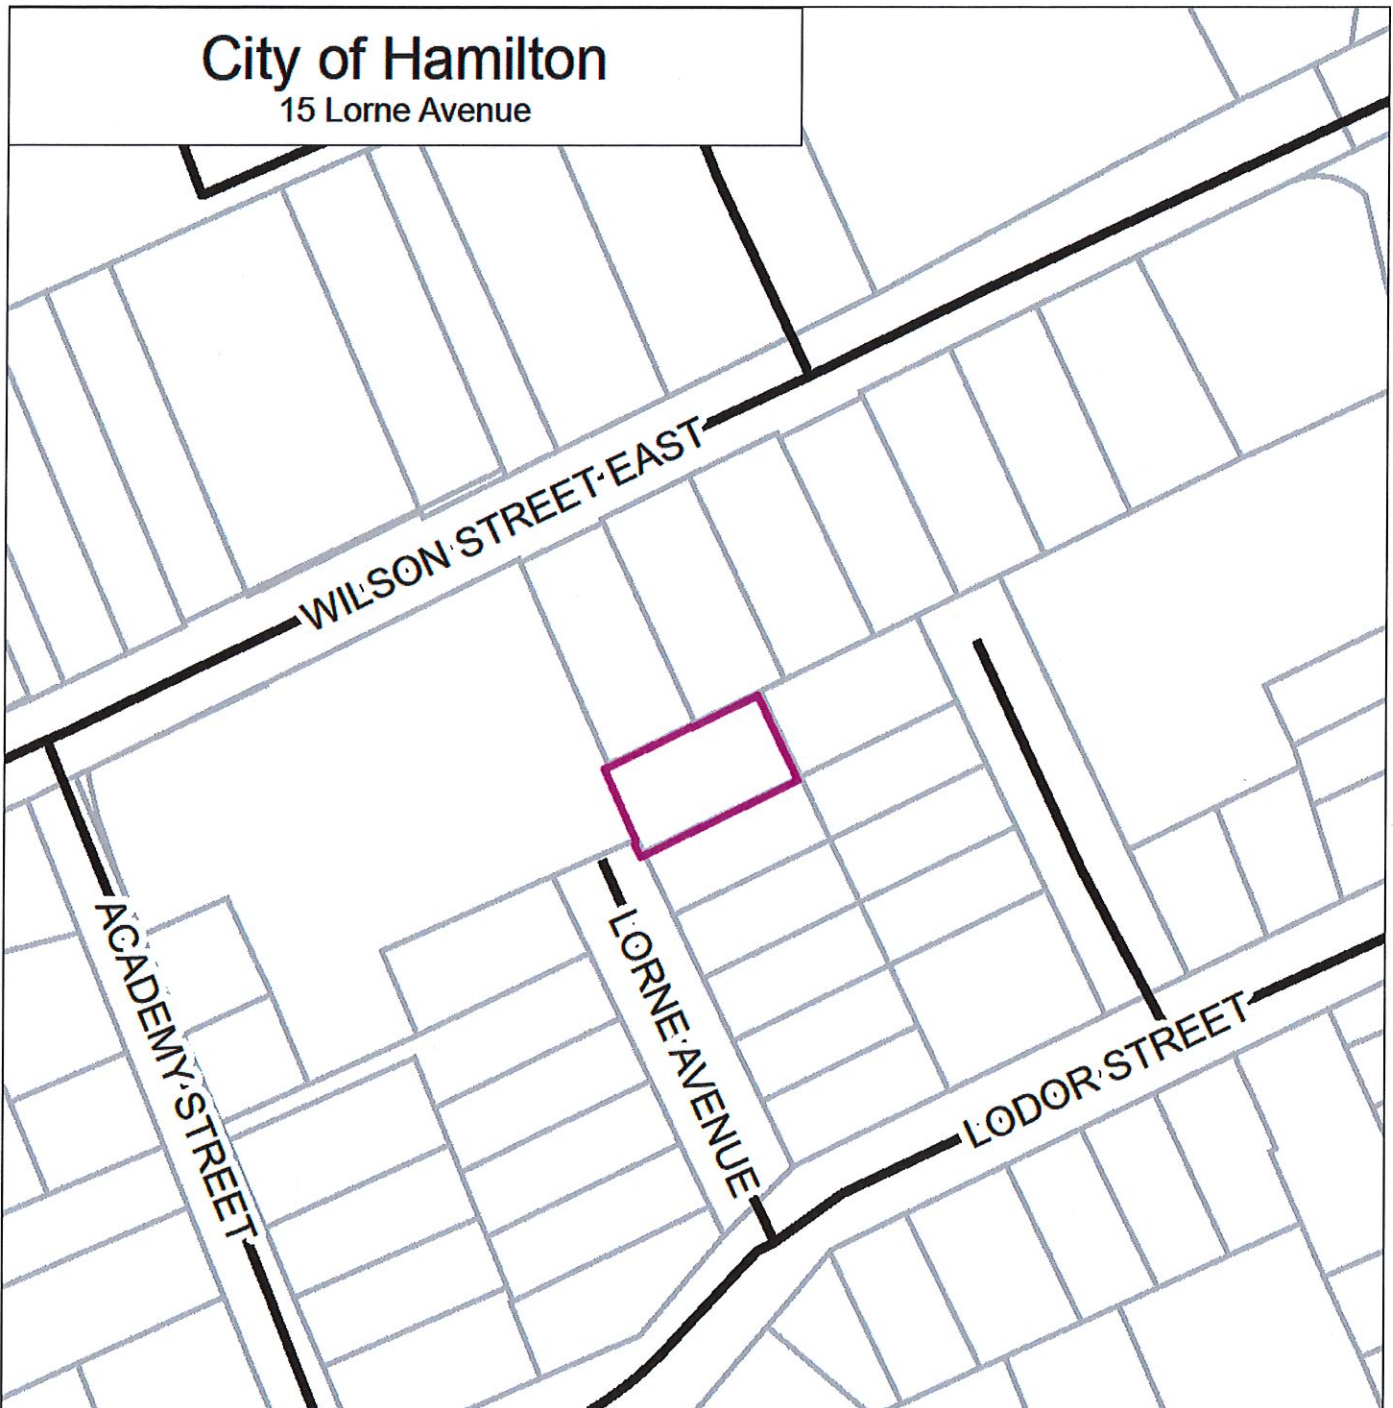 City of Hamilton
15 Lorne Avenue
WILSON STREET EAST
ACADEMY STREET
LORNE AVENUE
LODOR STREET